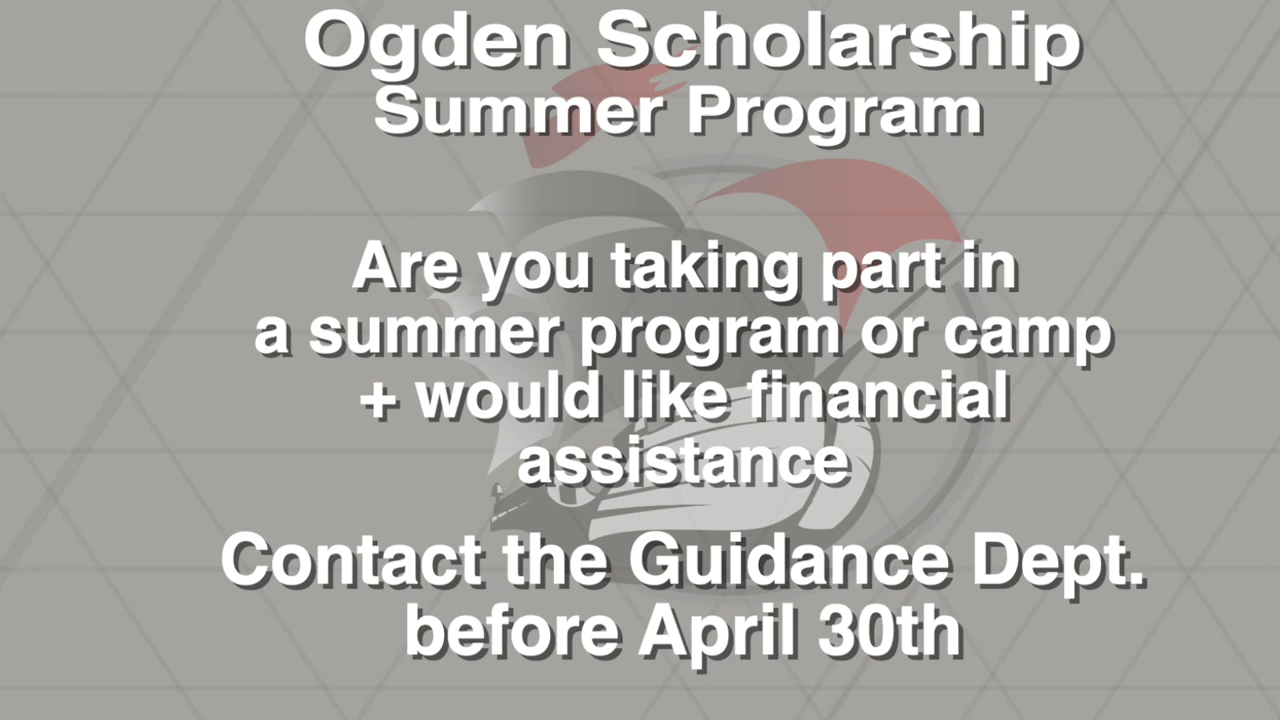 Ogden Scholarship
Summer Program
Are you taking part in
a summer program or camp
+ would like financial
assistance
Contact the Guidance Dept.
before April 30th